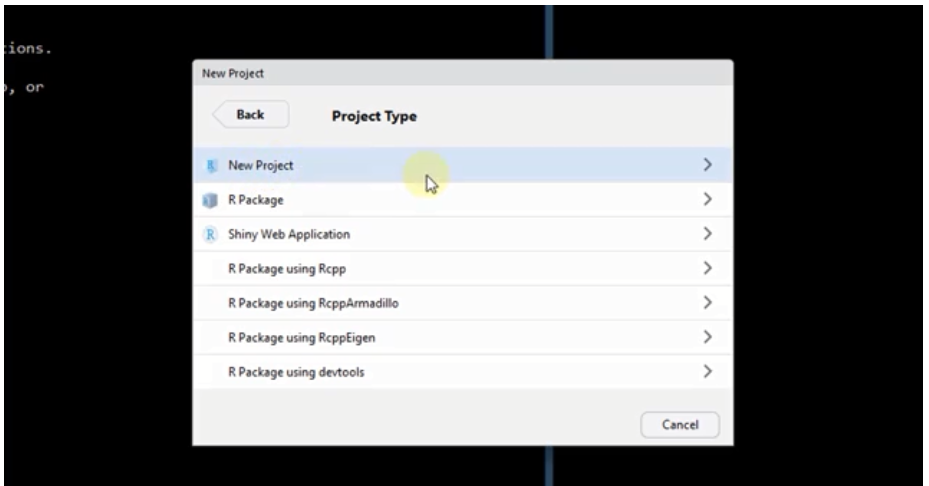 tions.
o, or
New Project
Back
Project Type
New Project
R Package
R
Shiny Web Application
R Package using Rcpp
R Package using RcppArmadillo
R Package using RcppEigen
R Package using devtools
Cancel